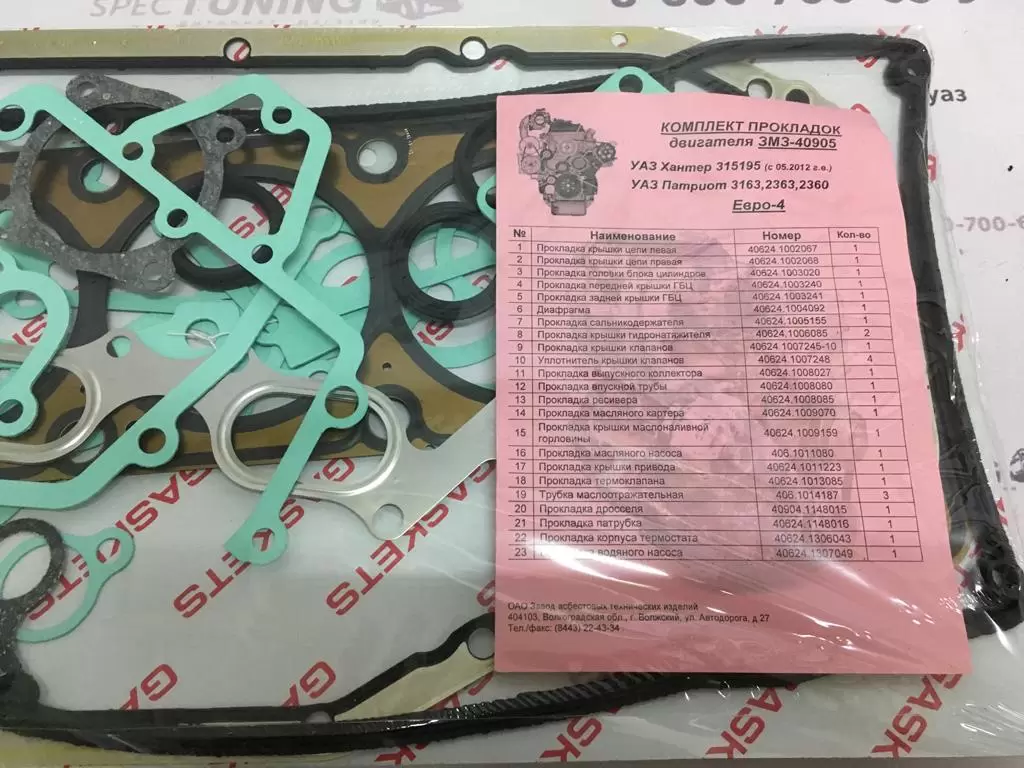 SPECTUNING
ИНТЕРНЕТ-МАГАЗИН
уаз
-700-6
КОМПЛЕКТ ПРОКЛАДОК
двигателя ЗМЗ-40905
УАЗ Хантер 315195 (с 05.2012 г.в.)
УАЗ Патриот 3163,2363,2360
Евро-4
№ Наименование Номер Кол-во
1 Прокладка крышки цепи левая 40624.1002067 1
2 Прокладка крышки цепи правая 40624.1002068 1
3 Прокладка головки блока цилиндров 40624.1003020 1
4 Прокладка передней крышки ГБЦ 40624.1003240 1
5 Прокладка задней крышки ГБЦ 40624.1003241 1
6 Диафрагма 40624.1004092 1
7 Прокладка сальникодержателя 40624.1005155 1
8 Прокладка крышки гидронатяжителя 40624.1006085 2
9 Прокладка крышки клапанов 40624.1007245-10 1
10 Уплотнитель крышки клапанов 40624.1007248 4
11 Прокладка выпускного коллектора 40624.1008027 1
12 Прокладка впускной трубы 40624.1008080 1
13 Прокладка ресивера 40624.1008085 1
14 Прокладка масляного картера 40624.1009070 1
15 Прокладка крышки маслоналивной горловины 40624.1009159 1
16 Прокладка масляного насоса 406.1011080 1
17 Прокладка крышки привода 40624.1011223 1
18 Прокладка термоклапана 40624.1013085 1
19 Трубка маслоотражательная 406.1014187 3
20 Прокладка дросселя 40904.1148015 1
21 Прокладка патрубка 40624.1148016 1
22 Прокладка корпуса термостата 40624.1306043 1
23 водяного насоса 40624.1307049 1
ОАО Завод асбестовых технических изделий
404103, Волгоградская обл., г. Волжский, ул. Автодорога, д 27
Тел./факс: (8443) 22-43-34
GASKETS
GASKETS
GASKETS